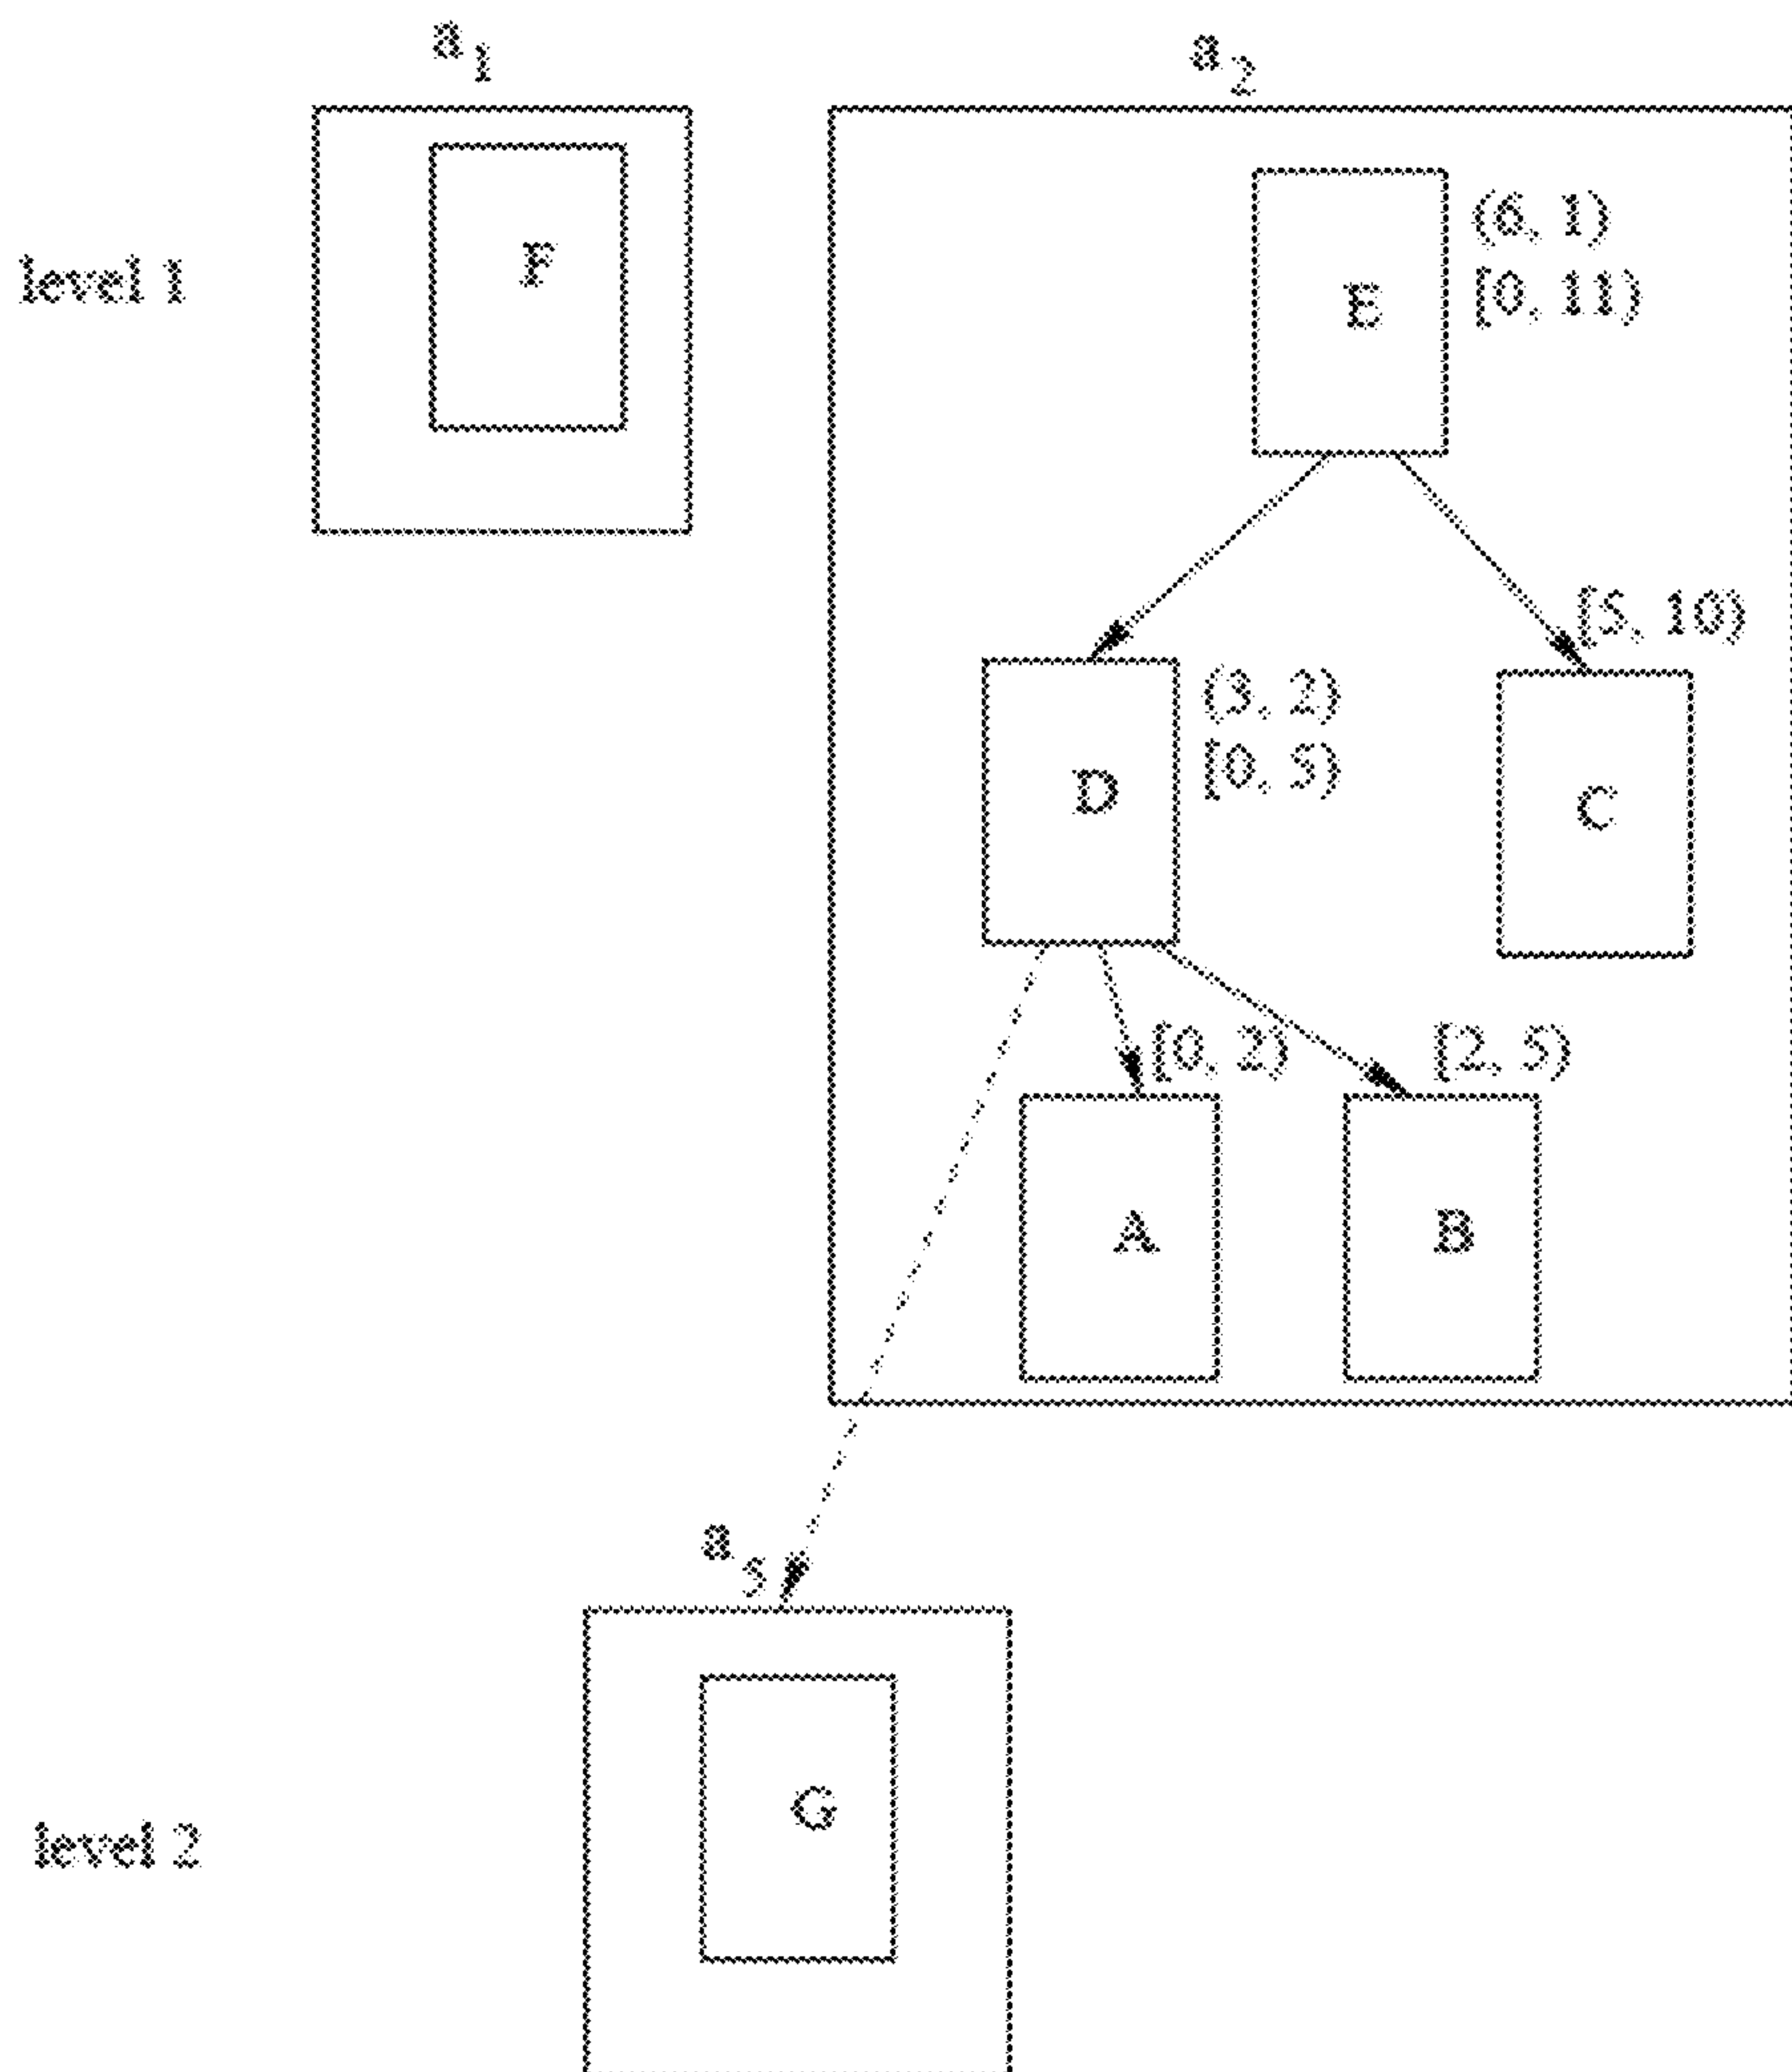 a1
a2
level 1
F
E
(6, 1)
[0, 11)
[5, 10)
D
(3, 2)
[0, 5)
C
[0, 2)
[2, 5)
A
B
a5
G
level 2